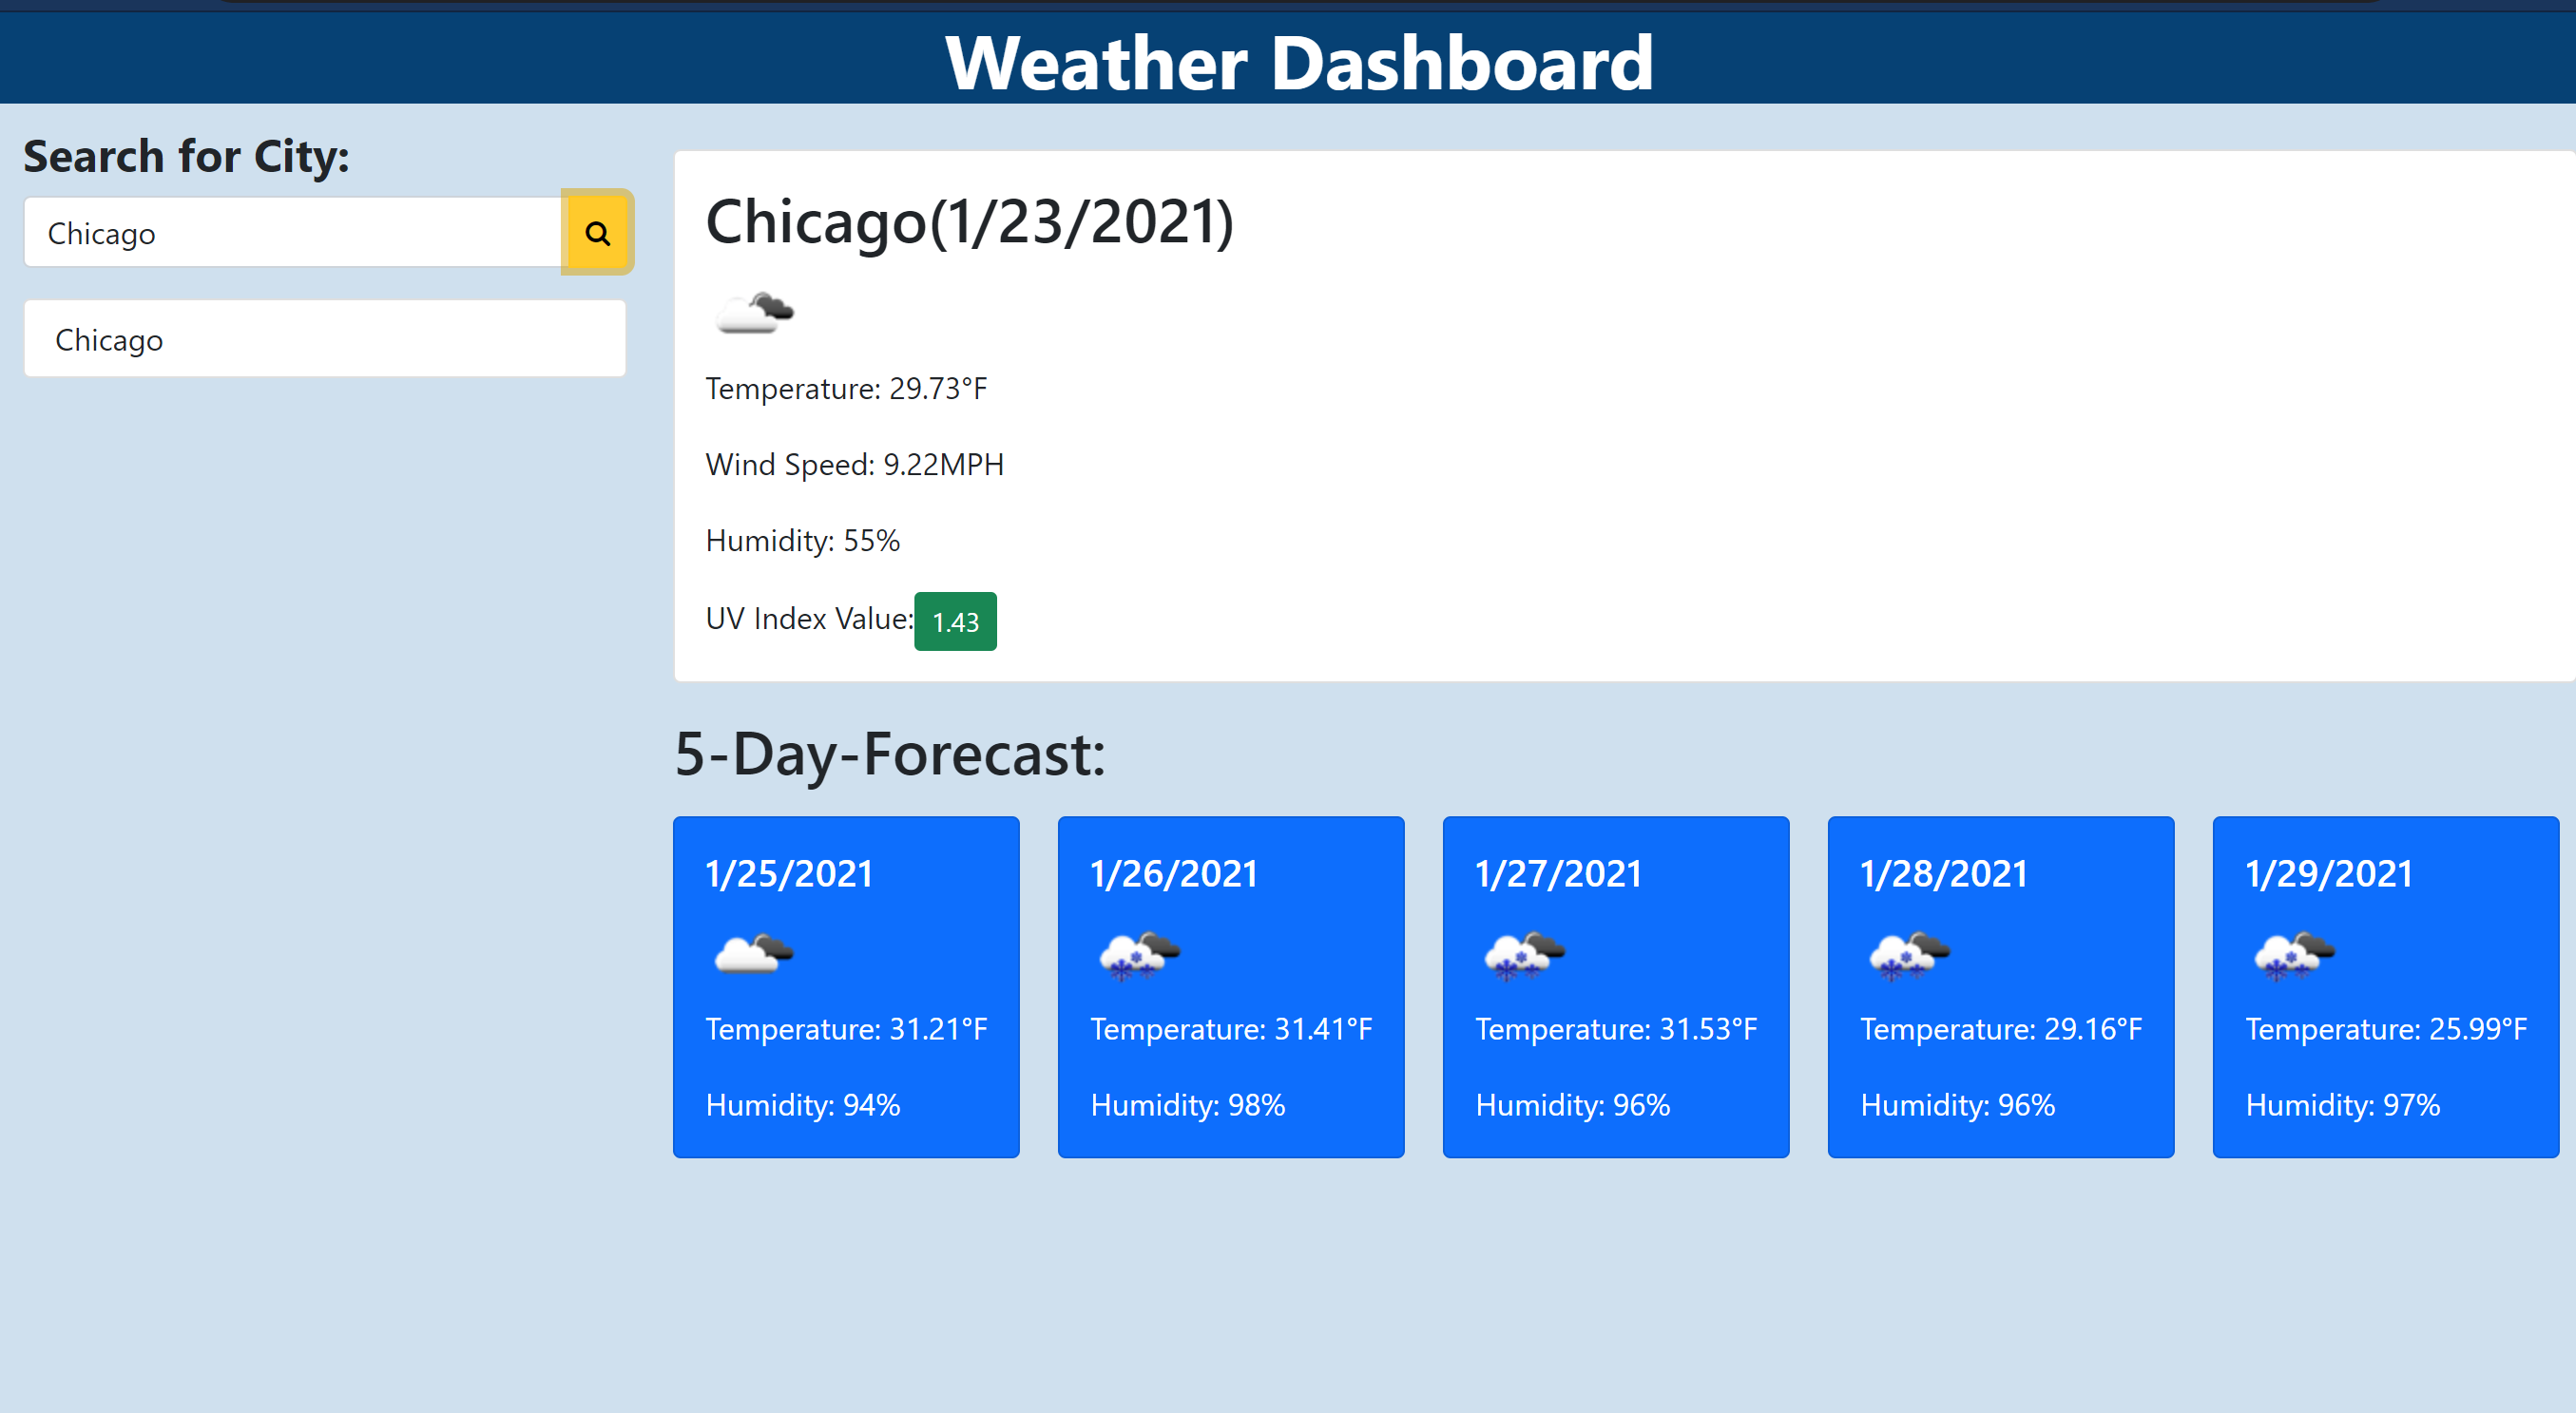 Weather Dashboard
Search for City:
Chicago
Chicago
Chicago(1/23/2021)
Temperature: 29.73°F
Wind Speed: 9.22MPH
Humidity: 55%
UV Index Value: 1.43
5-Day-Forecast:
1/25/2021
Temperature: 31.21°F
Humidity: 94%
1/26/2021
Temperature: 31.41°F
Humidity: 98%
1/27/2021
Temperature: 31.53°F
Humidity: 96%
1/28/2021
Temperature: 29.16°F
Humidity: 96%
1/29/2021
Temperature: 25.99°F
Humidity: 97%